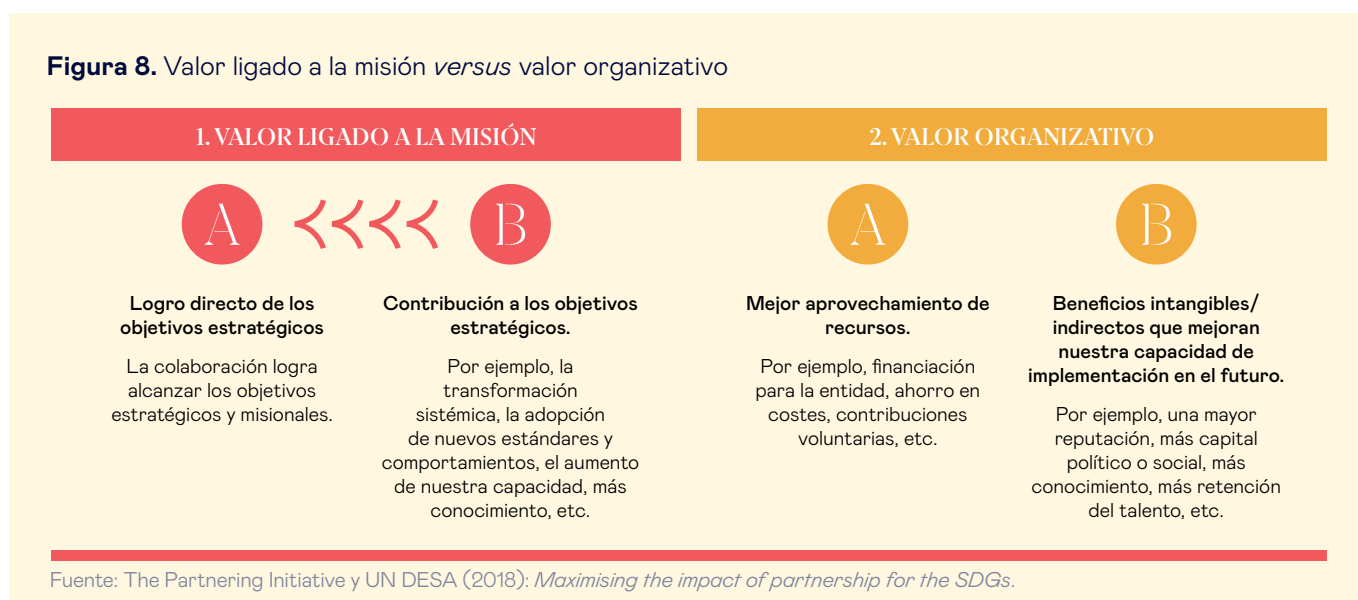 Figura 8. Valor ligado a la misión versus valor organizativo
1. VALOR LIGADO A LA MISIÓN
A
B
Logro directo de los
objetivos estratégicos
La colaboración logra
alcanzar los objetivos
estratégicos y misionales.
Contribución a los objetivos
estratégicos.
Por ejemplo, la
transformación
sistémica, la adopción
de nuevos estándares y
comportamientos, el aumento
de nuestra capacidad, más
conocimiento, etc.
2. VALOR ORGANIZATIVO
A
B
Mejor aprovechamiento de
recursos.
Por ejemplo, financiación
para la entidad, ahorro en
costes, contribuciones
voluntarias, etc.
Beneficios intangibles/
indirectos que mejoran
nuestra capacidad de
implementación en el futuro.
Por ejemplo, una mayor
reputación, más capital
político o social, más
conocimiento, más retención
del talento, etc.
Fuente: The Partnering Initiative y UN DESA (2018): Maximising the impact of partnership for the SDGs.